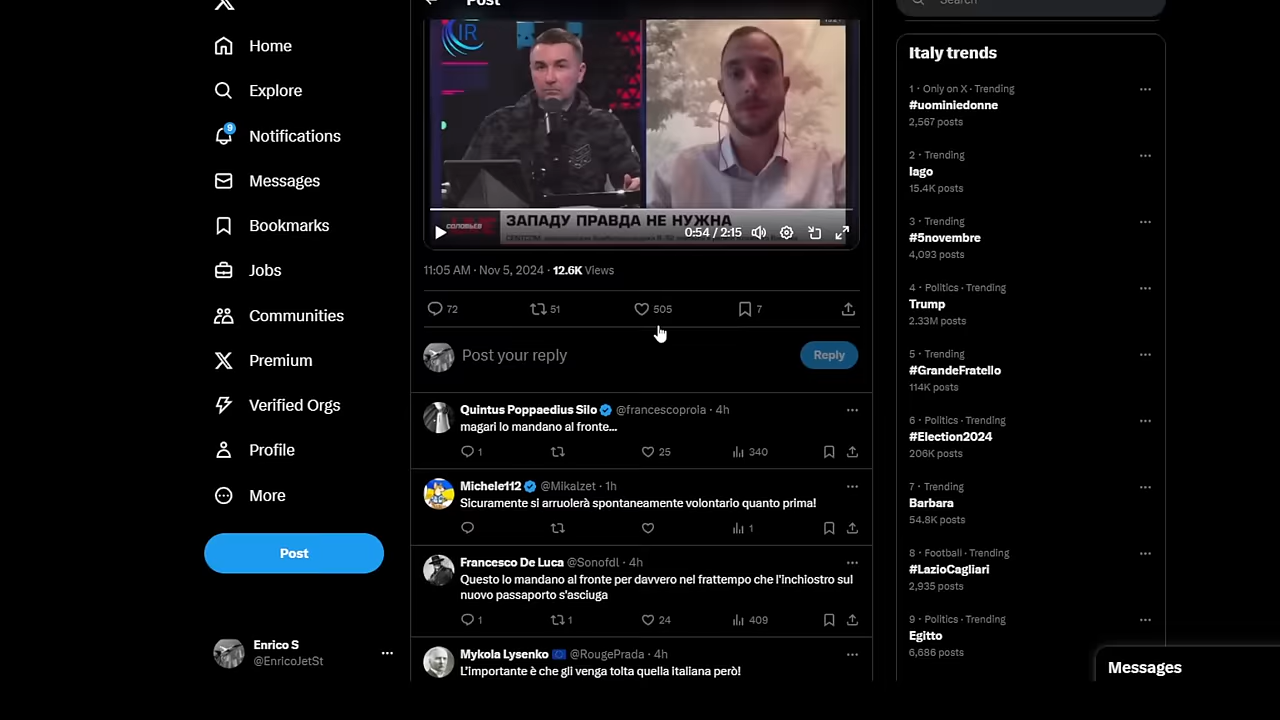 Post
Search
IR
СОЛОВЬЁВ
LIVE
ЗАПАДУ ПРАВДА НЕ НУЖНА
0:54 / 2:15
11:05 AM · Nov 5, 2024 · 12.6K Views
72
51
505
7
Post your reply
Reply
Quintus Poppaedius Silo @francescoprola · 4h
magari lo mandano al fronte...
1
25
340
Michele112 @Mlkalzet · 1h
Sicuramente si arruolerà spontaneamente volontario quanto prima!
1
Francesco De Luca @Sonofdl · 4h
Questo lo mandano al fronte per davvero nel frattempo che l'inchiostro sul
nuovo passaporto s'asciuga
1
1
24
409
Mykola Lysenko @RougePrada · 4h
L'importante è che gli venga tolta quella italiana però!
Home
Explore
9
Notifications
Messages
Bookmarks
Jobs
Communities
Premium
Verified Orgs
Profile
More
Post
Enrico S
@EnricoJetSt
Italy trends
1 · Only on X · Trending
#uominiedonne
2,567 posts
2 · Trending
Iago
15.4K posts
3 · Trending
#5novembre
4,093 posts
4 · Politics · Trending
Trump
2.33M posts
5 · Trending
#GrandeFratello
114K posts
6 · Politics · Trending
#Election2024
206K posts
7 · Trending
Barbara
54.8K posts
8 · Football · Trending
#LazioCagliari
2,935 posts
9 · Politics · Trending
Egitto
6,686 posts
Messages